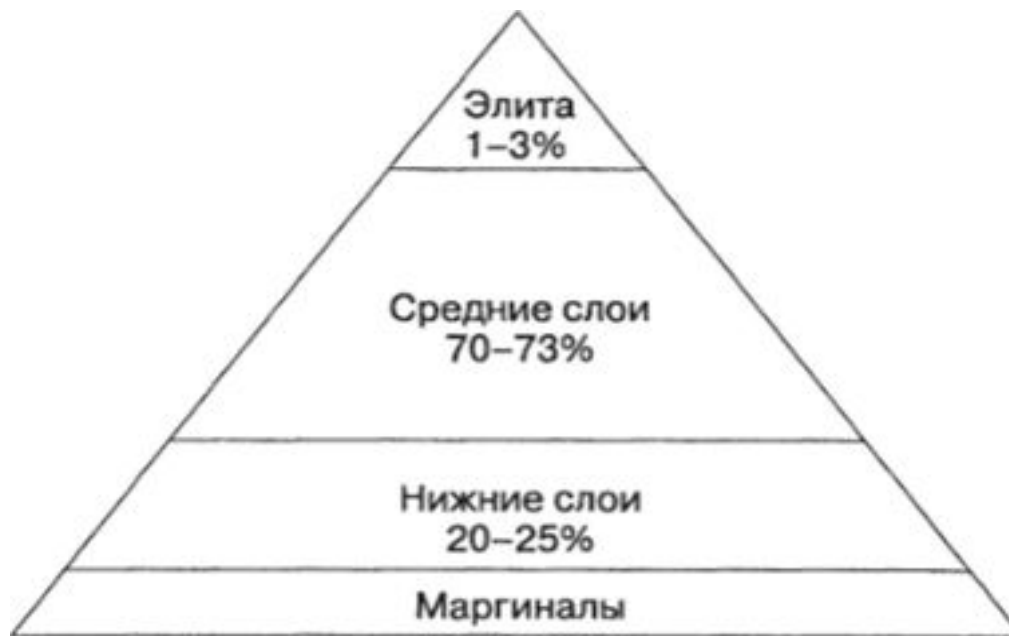 Элита
1–3%
Средние слои
70–73%
Нижние слои
20–25%
Маргиналы